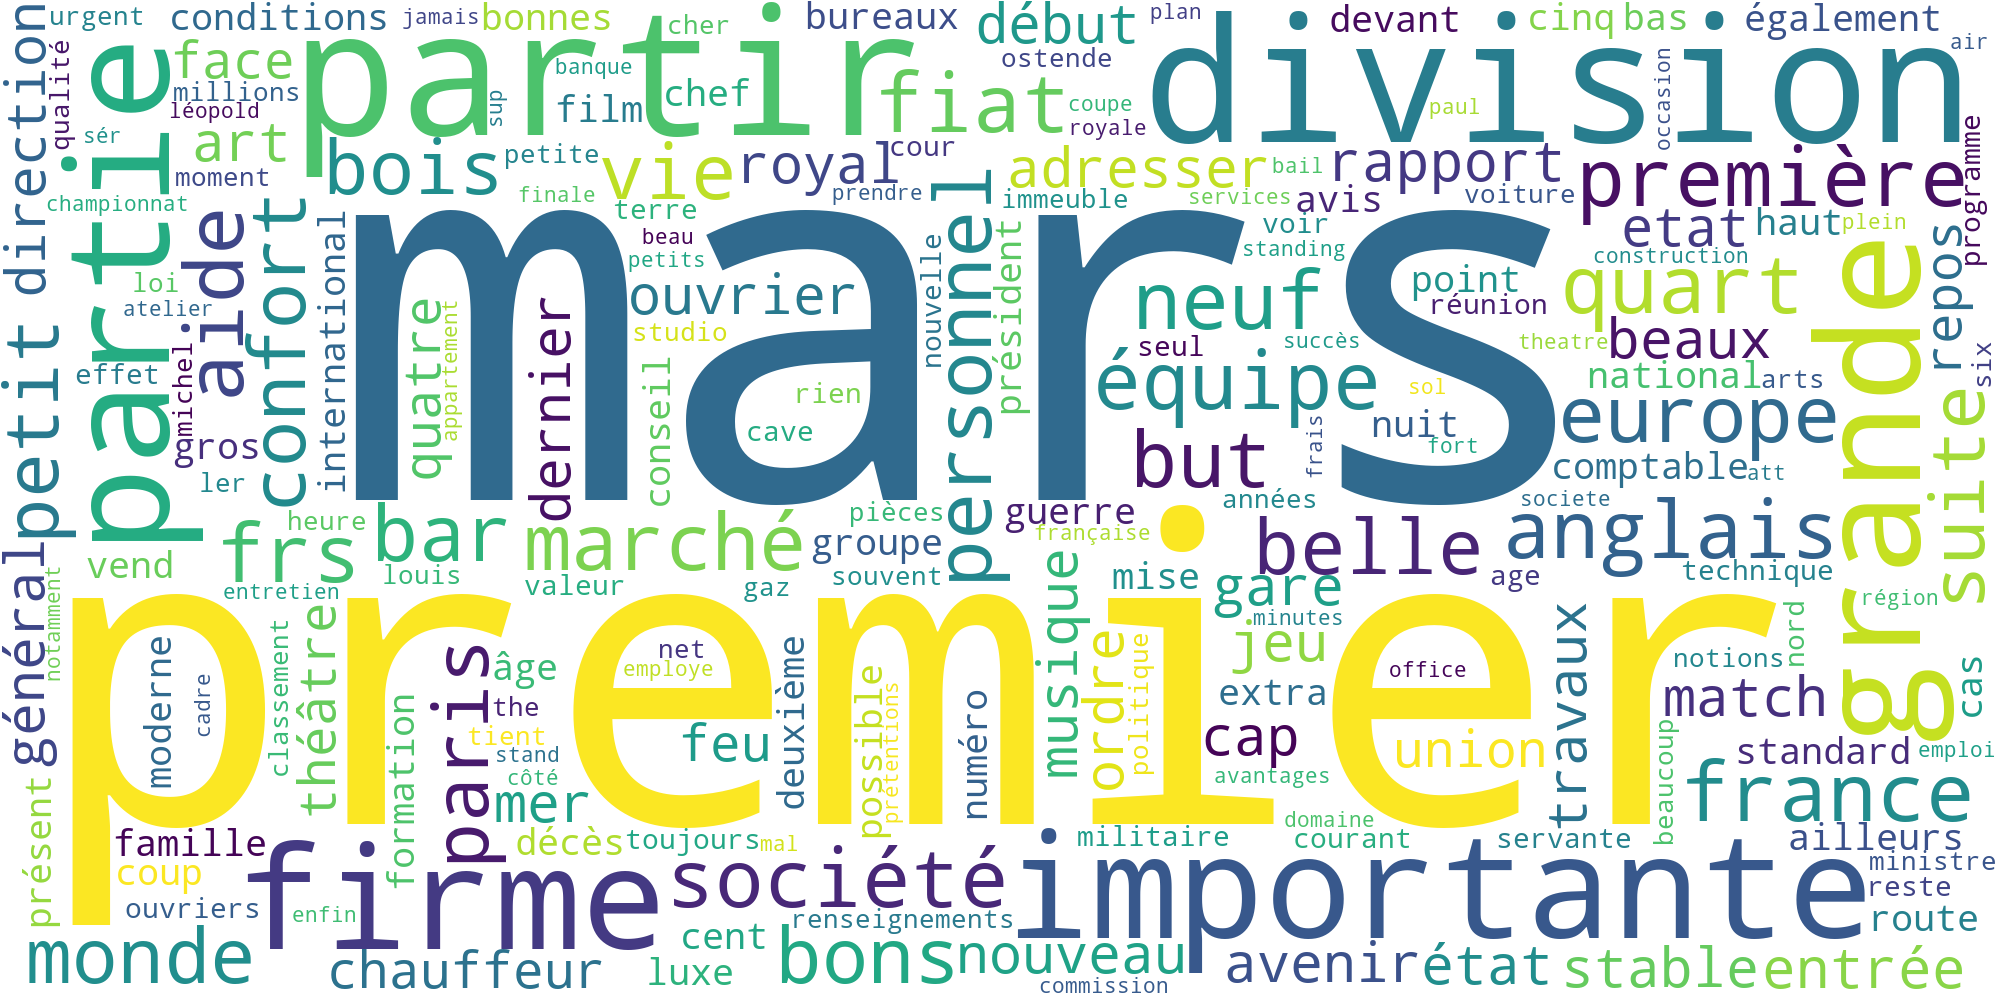 urgent
conditions
jamais
bonnes
cher
bureaux
début
plan
devant
cinq
bas
également
air
direction
qualité
face
millions
léopold
sér
art
moment
championnat
partie
partir
banque
sup
film
chef
fiat
ostende
coupe
royale
division
paul
occasion
programme
bois
petite
vie
royal
cour
finale
prendre
adresser
bail
immeuble
services
rapport
avis
voiture
première
aide
confort
international
terre
beau
petits
personnel
président
nouvelle
voir
standing
etat
haut
plein
construction
loi
atelier
effet
michel
mars
ouvrier
studio
quatre
appartement
dernier
conseil
rien
cave
neuf
point
réunion
seul
succès
quart
beaux
theatre
national
arts
six
repos
grande
suite
petit
gros
ler
équipe
sol
nuit
fort
frais
but
europe
comptable
att
societe
général
vend
frs
heure
bar
louis
entretien
marché
valeur
pièces
groupe
gaz
souvent
guerre
française
années
belle
anglais
age
technique
mise
gare
minutes
région
notamment
premier
moderne
cadre
classement
théâtre
formation
paris
âge
the
tient
stand
côté
mer
net
employe
feu
deuxième
possible
prétentions
numéro
musique
ordre
politique
jeu
extra
cap
avantages
office
union
travaux
notions
nord
cas
match
standard
emploi
beaucoup
france
présent
famille
coup
ouvriers
enfin
firme
décès
toujours
mal
société
renseignements
militaire
domaine
courant
servante
ailleurs
ministre
reste
route
importante
monde
chauffeur
cent
luxe
bons
nouveau
commission
avenir
état
stable
entrée